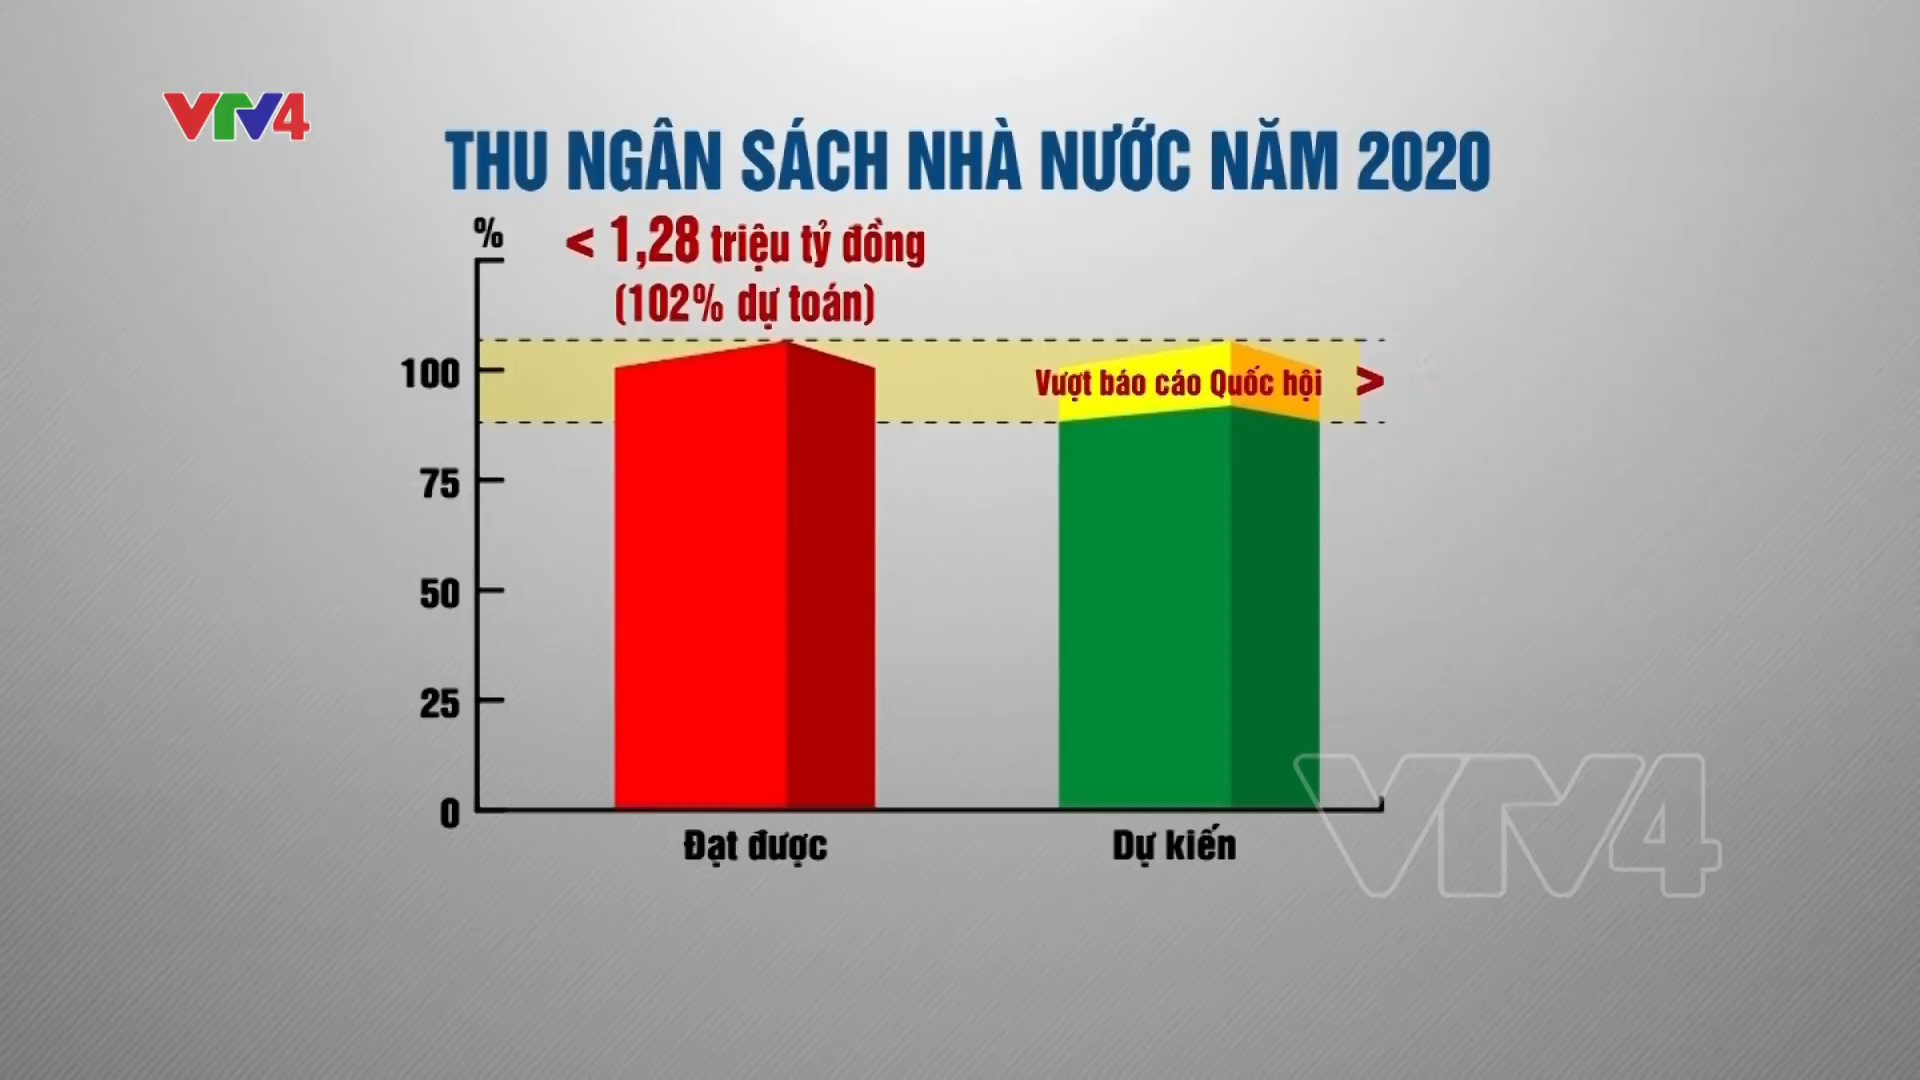 VTV4
THU NGÂN SÁCH NHÀ NƯỚC NĂM 2020
%
< 1,28 triệu tỷ đồng
(102% dự toán)
100
Vượt báo cáo Quốc hội >
75
50
25
0
Đạt được
Dự kiến
VTV4